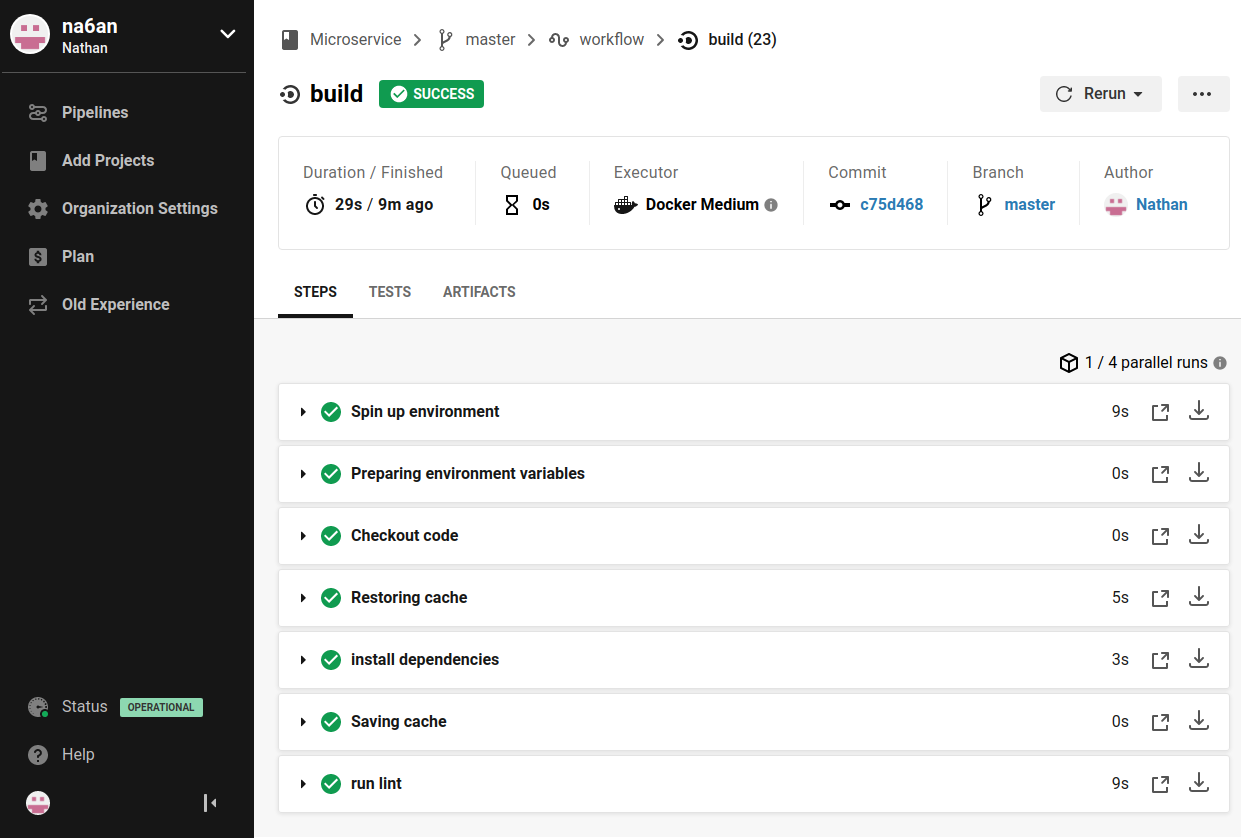 na6an
Nathan
Pipelines
Add Projects
Organization Settings
Plan
Old Experience
Status OPERATIONAL
Help
Microservice master workflow build (23)
build SUCCESS Rerun
Duration / Finished Queued Executor Commit Branch Author
29s / 9m ago 0s Docker Medium c75d468 master Nathan
STEPS TESTS ARTIFACTS
1 / 4 parallel runs
Spin up environment 9s
Preparing environment variables 0s
Checkout code 0s
Restoring cache 5s
install dependencies 3s
Saving cache 0s
run lint 9s